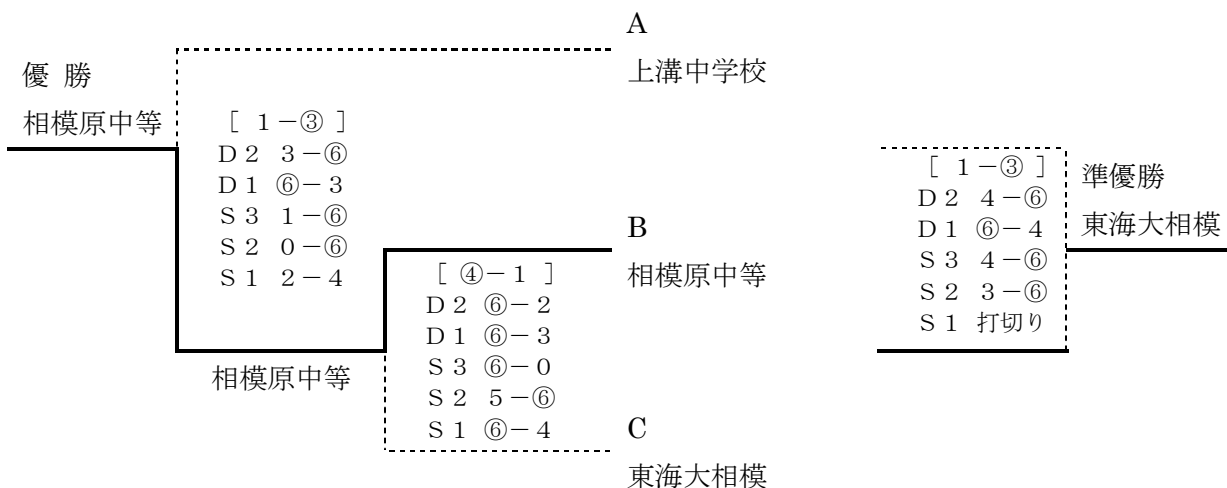 A
上溝中学校
優 勝
相模原中等
[ 1-③ ]
D2 3-⑥
D1 ⑥-3
S3 1-⑥
S2 0-⑥
S1 2-4
相模原中等
B
相模原中等
[ ④-1 ]
D2 ⑥-2
D1 ⑥-3
S3 ⑥-0
S2 5-⑥
S1 ⑥-4
C
東海大相模
[ 1-③ ]
D2 4-⑥
D1 ⑥-4
S3 4-⑥
S2 3-⑥
S1 打切り
準優勝
東海大相模